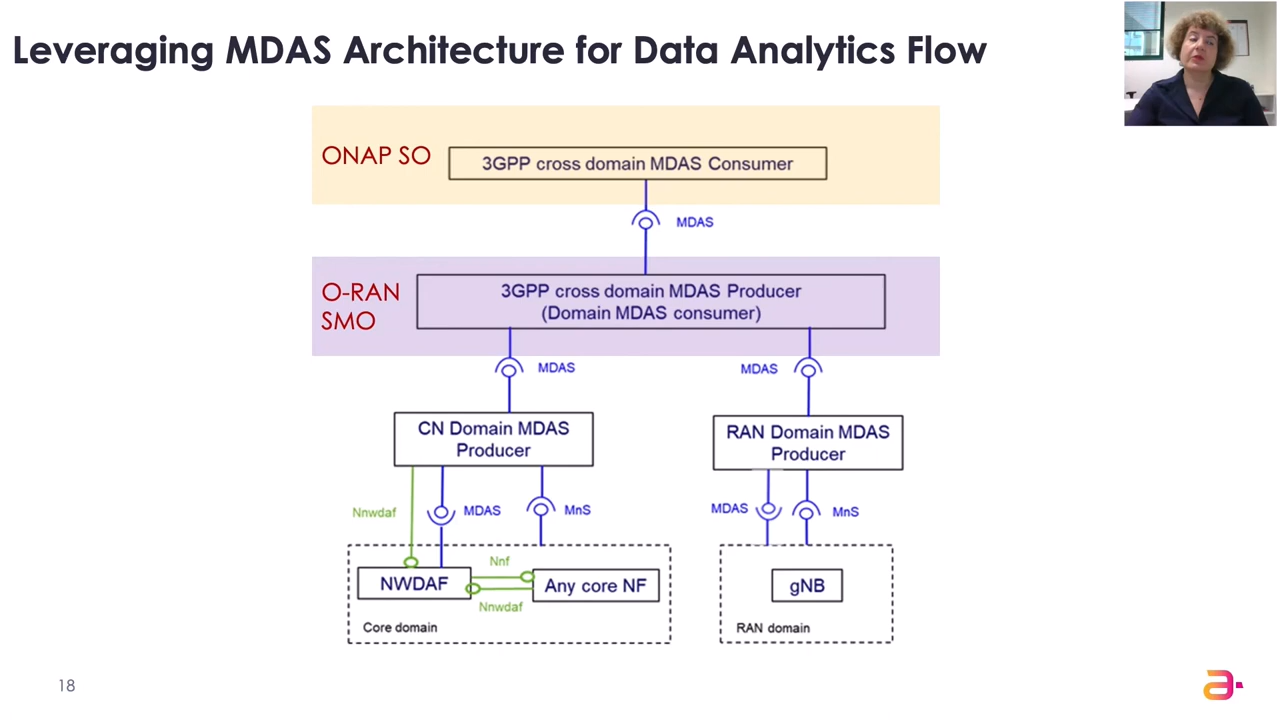 Leveraging MDAS Architecture for Data Analytics Flow
ONAP SO
3GPP cross domain MDAS Consumer
MDAS
O-RAN
SMO
3GPP cross domain MDAS Producer
(Domain MDAS consumer)
MDAS
MDAS
CN Domain MDAS
Producer
RAN Domain MDAS
Producer
Nnwdaf
MDAS
MnS
MDAS
MnS
Nnf
NWDAF
Any core NF
gNB
Nnwdaf
Core domain
RAN domain
18